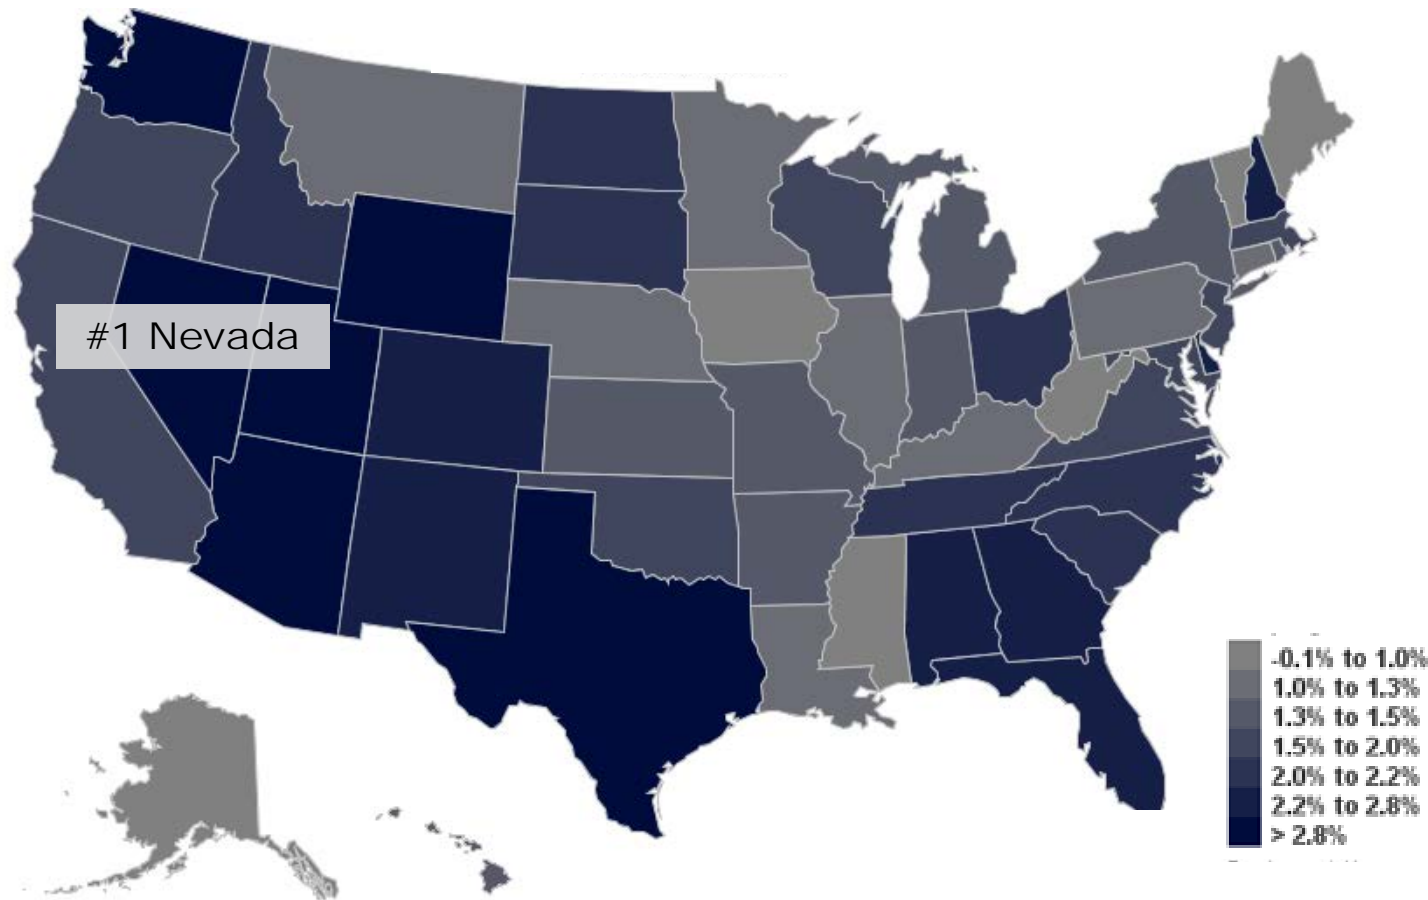 #1 Nevada
-0.1% to 1.0%
1.0% to 1.3%
1.3% to 1.5%
1.5% to 2.0%
2.0% to 2.2%
2.2% to 2.8%
> 2.8%